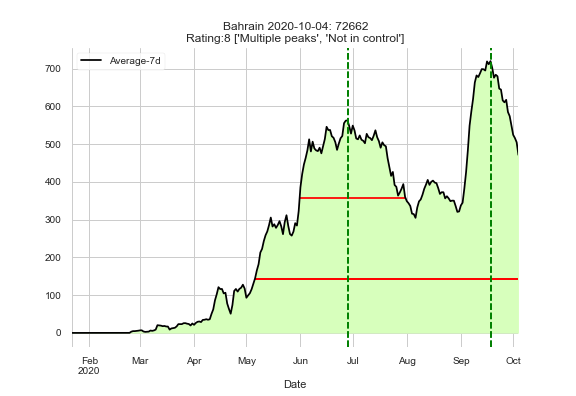 Bahrain 2020-10-04: 72662
Rating:8 ['Multiple peaks', 'Not in control']
Average-7d
700
600
500
400
300
200
100
0
Feb Mar Apr May Jun Jul Aug Sep Oct
2020
Date